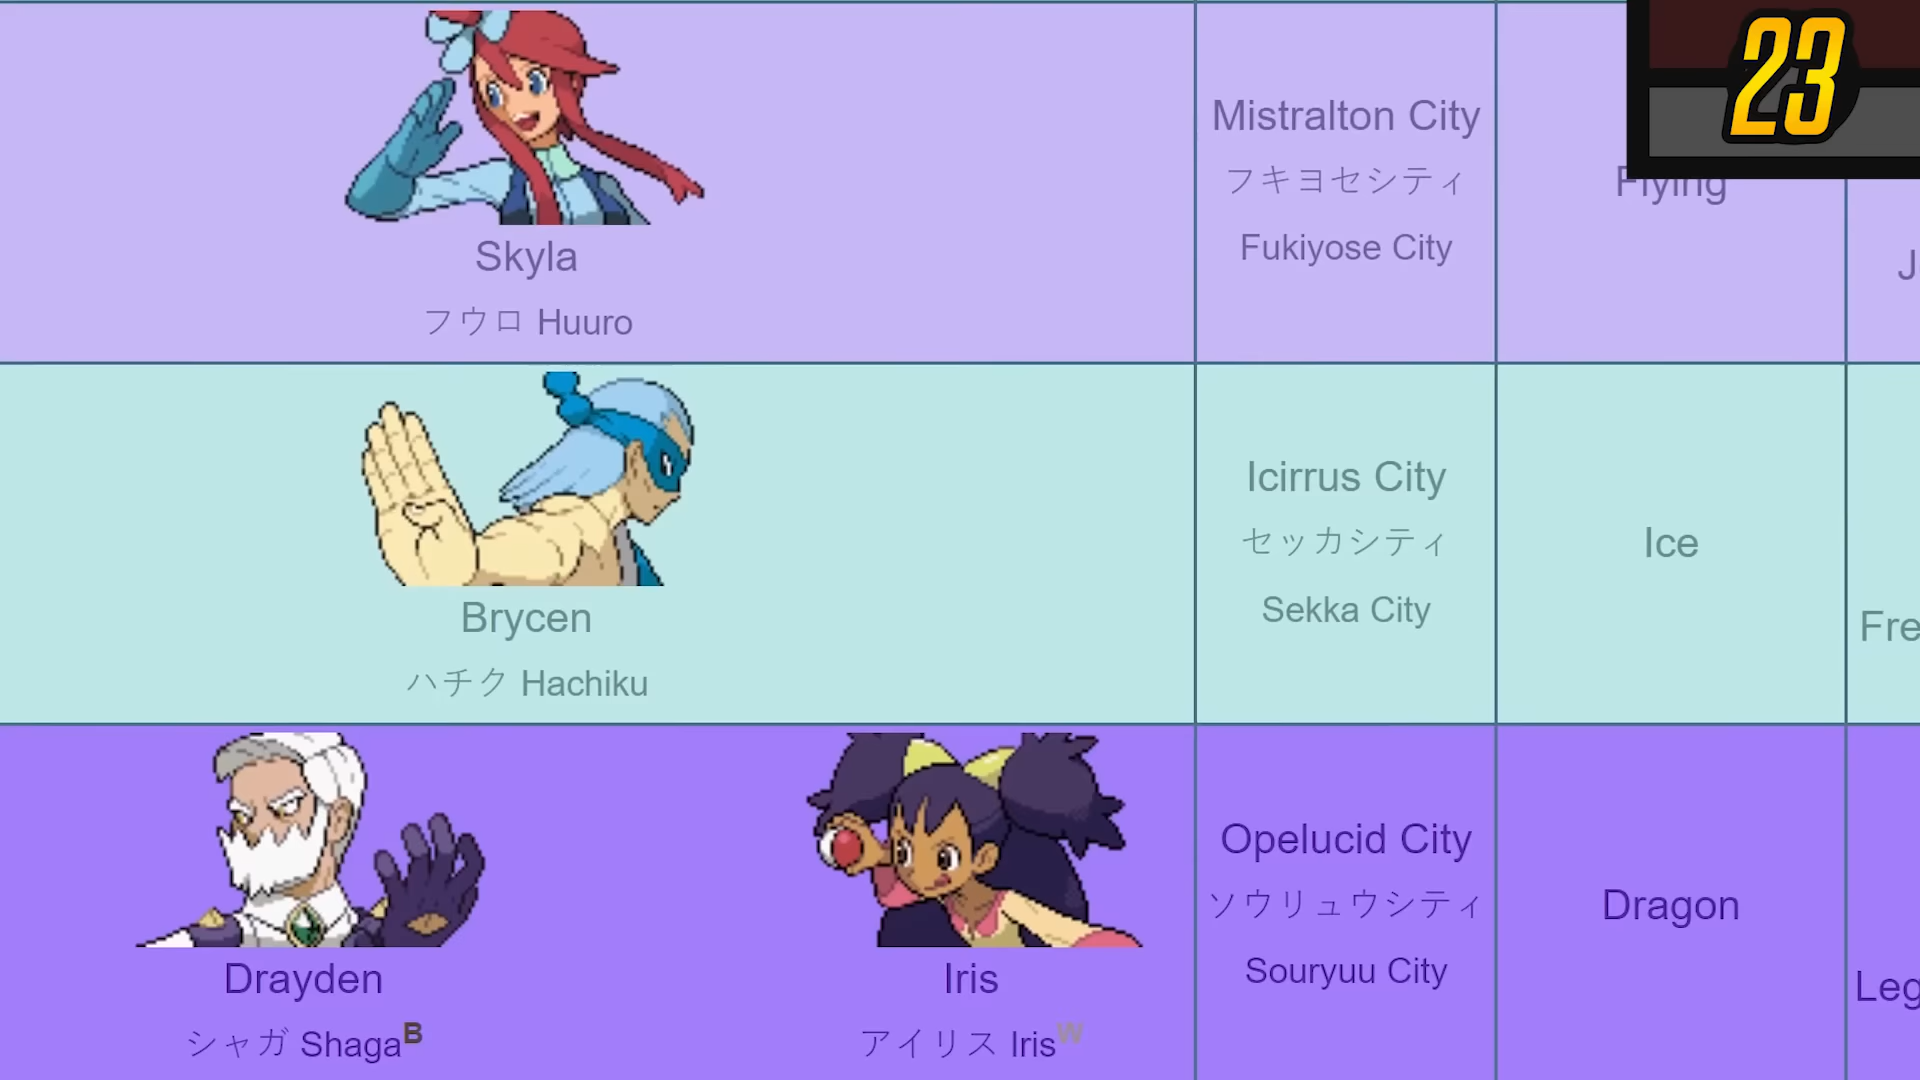 23
Skyla
フウロ Huuro
Mistralton City
フキヨセシティ
Fukiyose City
Flying
Brycen
ハチク Hachiku
Icirrus City
セッカシティ
Sekka City
Ice
Fre
Drayden
シャガ ShagaB
Iris
アイリス IrisW
Opelucid City
ソウリュウシティ
Souryuu City
Dragon
Leg